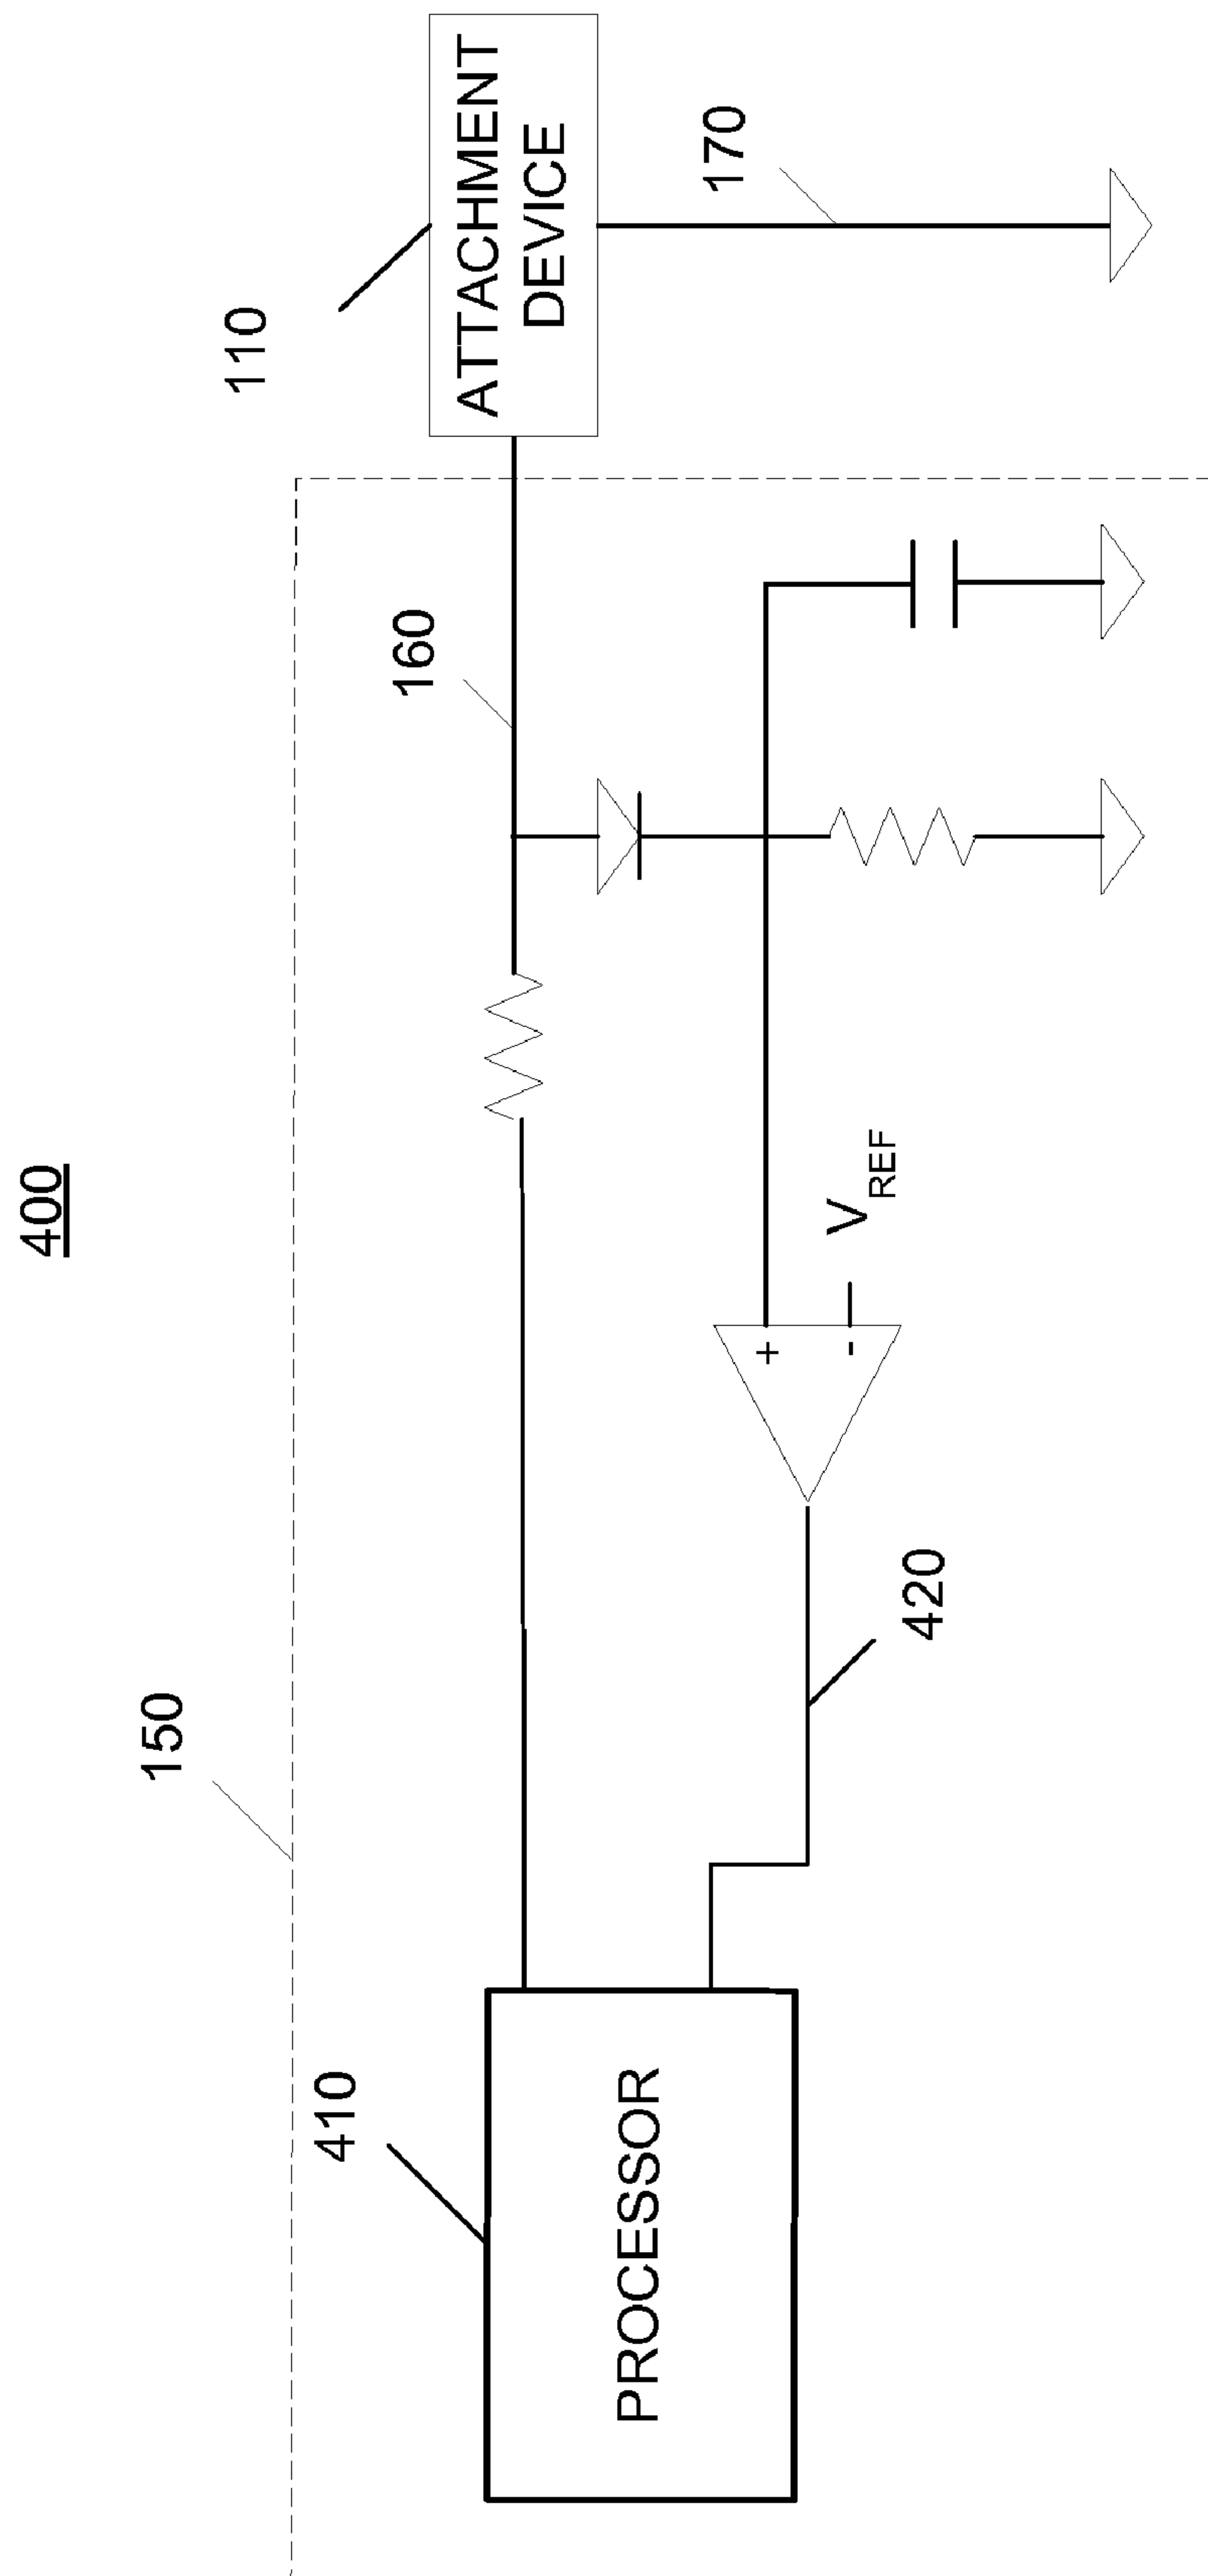 400
150
410
PROCESSOR
420
+
-
V REF
160
110
ATTACHMENT
DEVICE
170